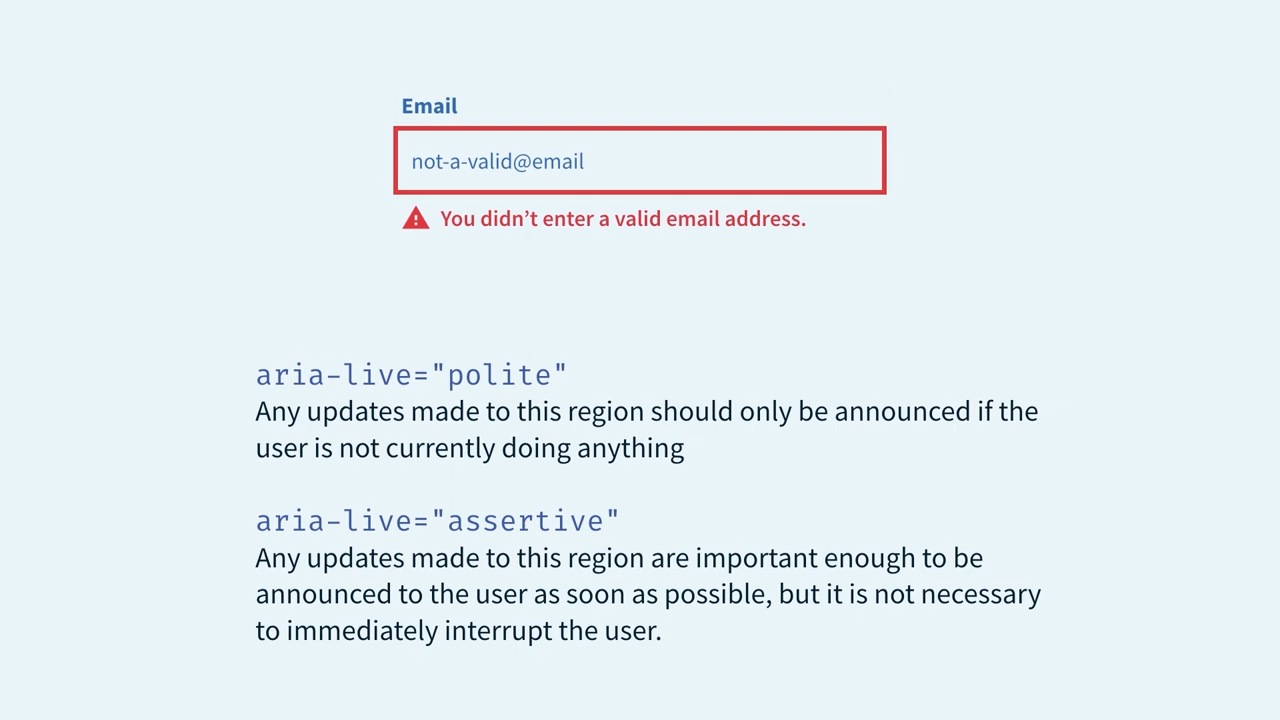 Email
not-a-valid@email
You didn’t enter a valid email address.
aria-live="polite"
Any updates made to this region should only be announced if the
user is not currently doing anything
aria-live="assertive"
Any updates made to this region are important enough to be
announced to the user as soon as possible, but it is not necessary
to immediately interrupt the user.